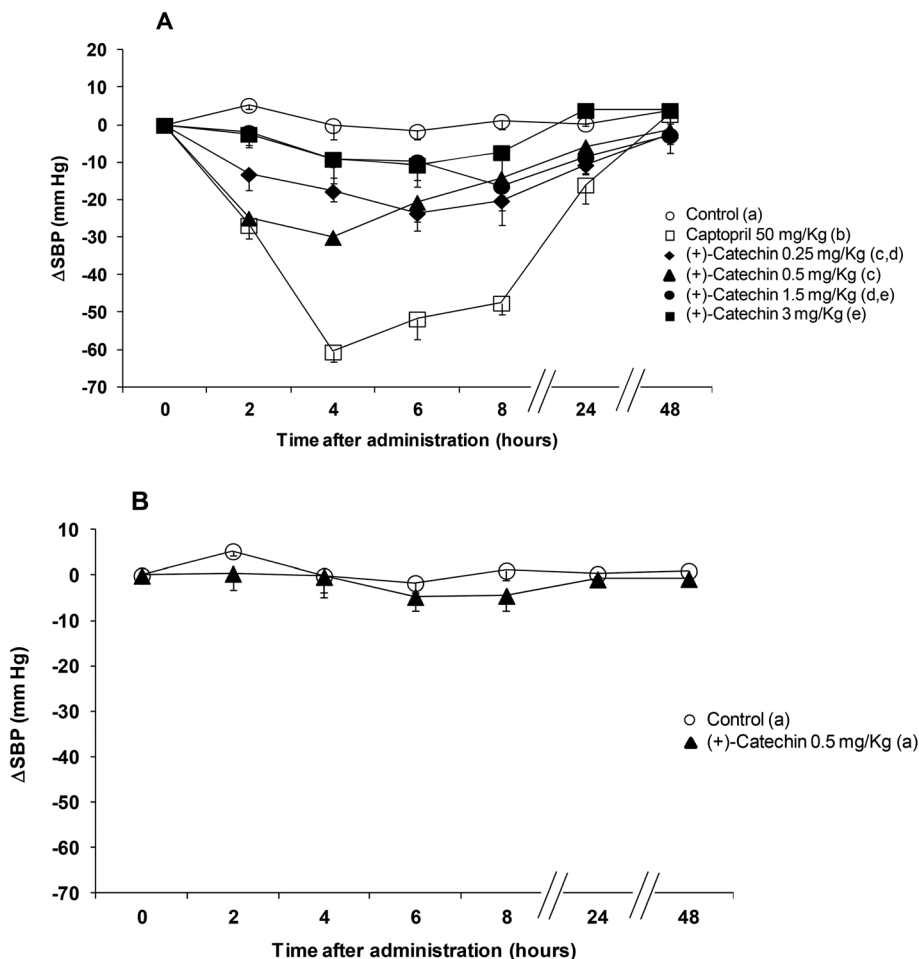 A
20
10
0
-10
-20
-30
-40
-50
-60
-70
ΔSBP (mm Hg)
0 2 4 6 8 24 48
Time after administration (hours)
Control (a)
Captopril 50 mg/Kg (b)
(+)-Catechin 0.25 mg/Kg (c,d)
(+)-Catechin 0.5 mg/Kg (c)
(+)-Catechin 1.5 mg/Kg (d,e)
(+)-Catechin 3 mg/Kg (e)
B
10
0
-10
-20
-30
-40
-50
-60
-70
ΔSBP (mm Hg)
0 2 4 6 8 24 48
Time after administration (hours)
Control (a)
(+)-Catechin 0.5 mg/Kg (a)